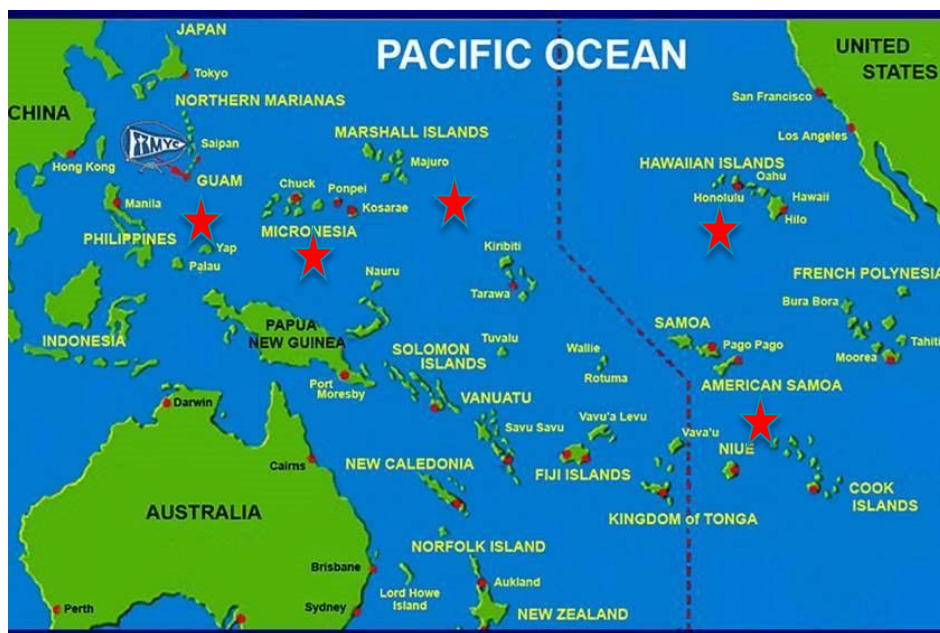 JAPAN
PACIFIC OCEAN
UNITED
STATES
Tokyo
NORTHERN MARIANAS
San Francisco
CHINA
MARSHALL ISLANDS
Los Angeles
MYC
Saipan
Hong Kong
Majuro
HAWAIIAN ISLANDS
GUAM
Oahu
Chuck
Ponpei
Honolulu
Hawaii
Manila
Kosarae
Hilo
PHILIPPINES
MICRONESIA
Yap
Kiribiti
Palau
Nauru
FRENCH POLYNESIA
Tarawa
Bura Bora
PAPUA
NEW GUINEA
SAMOA
INDONESIA
Tuvalu
Wallie
Pago Pago
Tahiti
SOLOMON
ISLANDS
Moorea
Rotuma
Port
Moresby
AMERICAN SAMOA
Darwin
VANUATU
Vavu'a Levu
Savu Savu
Vava'u
NIUE
Cairns
NEW CALEDONIA
FIJI ISLANDS
COOK
ISLANDS
AUSTRALIA
KINGDOM of TONGA
NORFOLK ISLAND
Brisbane
Aukland
Lord Howe
Island
Perth
Sydney
NEW ZEALAND